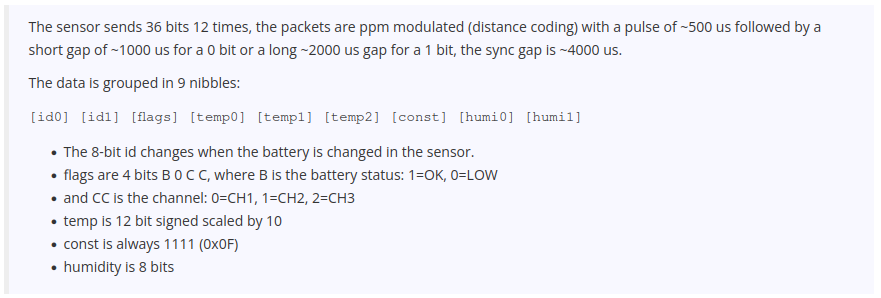 The sensor sends 36 bits 12 times, the packets are ppm modulated (distance coding) with a pulse of ~500 us followed by a
short gap of ~1000 us for a 0 bit or a long ~2000 us gap for a 1 bit, the sync gap is ~4000 us.
The data is grouped in 9 nibbles:
[id0] [id1] [flags] [temp0] [temp1] [temp2] [const] [humi0] [humi1]
• The 8-bit id changes when the battery is changed in the sensor.
• flags are 4 bits B 0 C C, where B is the battery status: 1=OK, 0=LOW
• and CC is the channel: 0=CH1, 1=CH2, 2=CH3
• temp is 12 bit signed scaled by 10
• const is always 1111 (0x0F)
• humidity is 8 bits